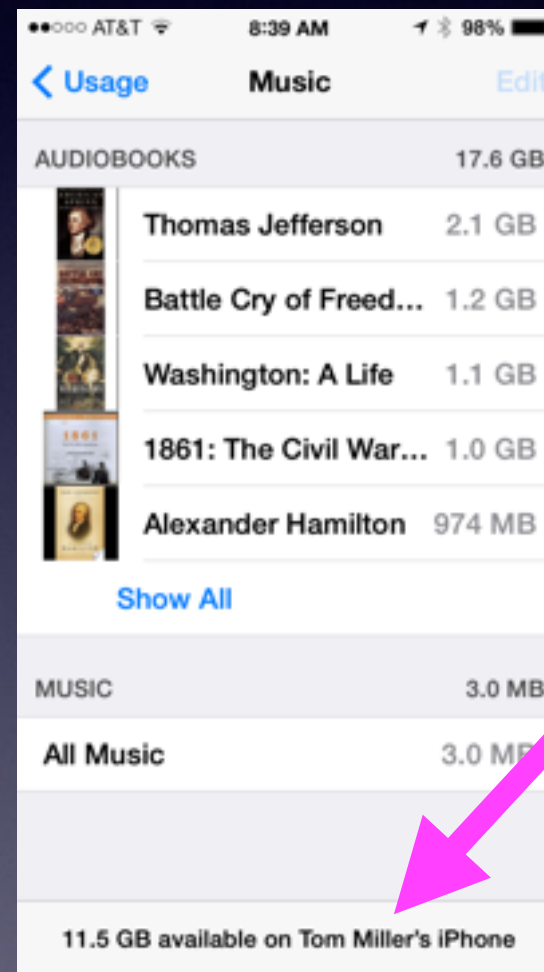 AT&T 8:39 AM 98%
Usage Music Edit
AUDIOBOOKS 17.6 GB
Thomas Jefferson 2.1 GB
Battle Cry of Freed... 1.2 GB
Washington: A Life 1.1 GB
1861
1861: The Civil War... 1.0 GB
Alexander Hamilton 974 MB
Show All
MUSIC 3.0 MB
All Music 3.0 MB
11.5 GB available on Tom Miller's iPhone